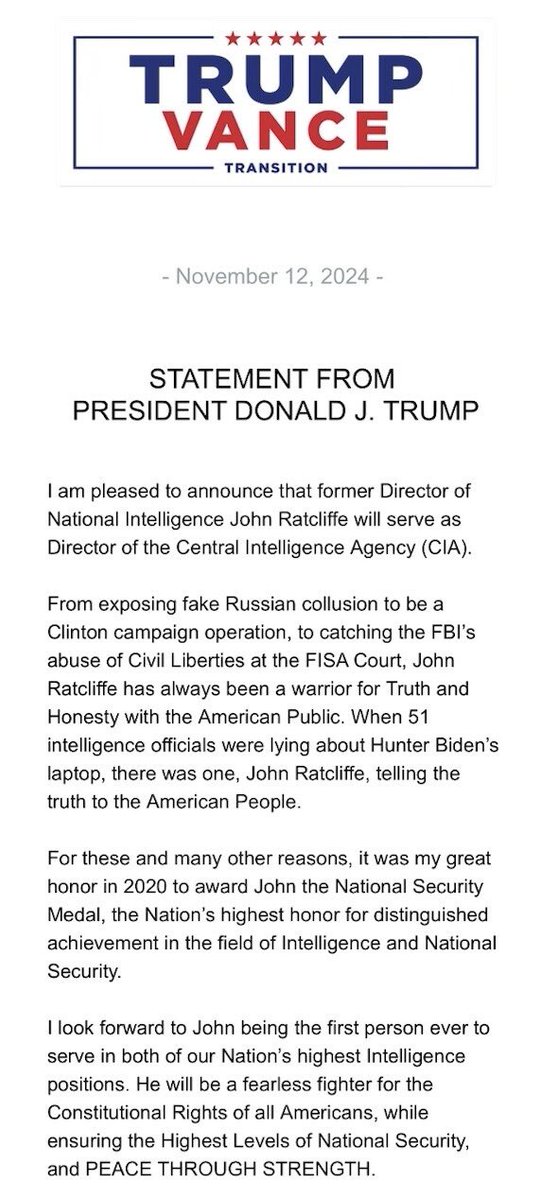 ★★★★★
TRUMP
VANCE
TRANSITION
- November 12, 2024 -
STATEMENT FROM
PRESIDENT DONALD J. TRUMP
I am pleased to announce that former Director of
National Intelligence John Ratcliffe will serve as
Director of the Central Intelligence Agency (CIA).
From exposing fake Russian collusion to be a
Clinton campaign operation, to catching the FBI’s
abuse of Civil Liberties at the FISA Court, John
Ratcliffe has always been a warrior for Truth and
Honesty with the American Public. When 51
intelligence officials were lying about Hunter Biden’s
laptop, there was one, John Ratcliffe, telling the
truth to the American People.
For these and many other reasons, it was my great
honor in 2020 to award John the National Security
Medal, the Nation’s highest honor for distinguished
achievement in the field of Intelligence and National
Security.
I look forward to John being the first person ever to
serve in both of our Nation’s highest Intelligence
positions. He will be a fearless fighter for the
Constitutional Rights of all Americans, while
ensuring the Highest Levels of National Security,
and PEACE THROUGH STRENGTH.